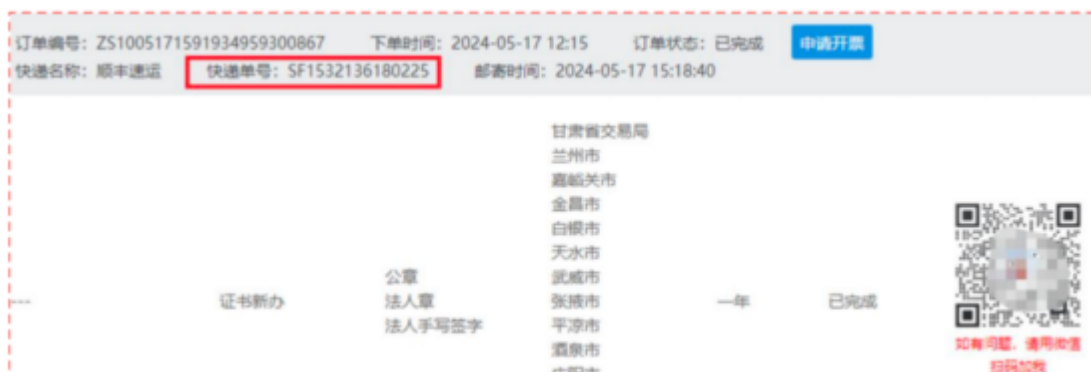 订单编号：ZS1005171591934959300867 下单时间：2024-05-17 12:15 订单状态：已完成 申请开票
快递名称：顺丰速运 快递单号：SF1532136180225 邮寄时间：2024-05-17 15:18:40
甘肃省交易局
兰州市
嘉峪关市
金昌市
白银市
天水市
公章 武威市
--- 证书新办 法人章 张掖市 一年 已完成
法人手写签字 平凉市
酒泉市
如有问题，请用微信
扫码加我